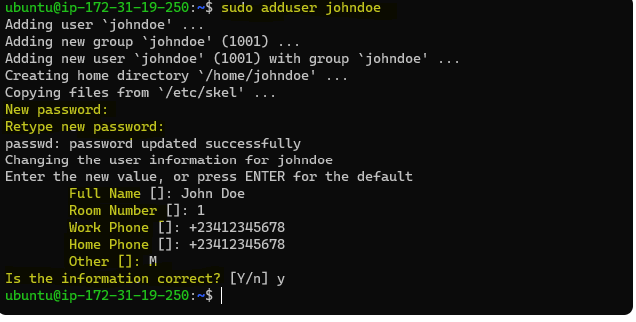 ubuntu@ip-172-31-19-250:~$ sudo adduser johndoe
Adding user `johndoe' ...
Adding new group `johndoe' (1001) ...
Adding new user `johndoe' (1001) with group `johndoe' ...
Creating home directory `/home/johndoe' ...
Copying files from `/etc/skel' ...
New password:
Retype new password:
passwd: password updated successfully
Changing the user information for johndoe
Enter the new value, or press ENTER for the default
Full Name []: John Doe
Room Number []: 1
Work Phone []: +23412345678
Home Phone []: +23412345678
Other []: M
Is the information correct? [Y/n] y
ubuntu@ip-172-31-19-250:~$